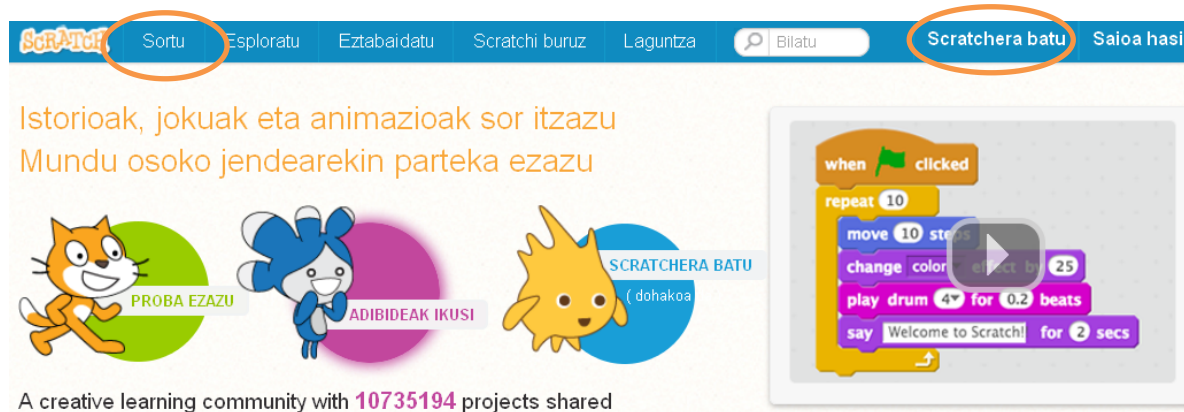 SCRATCH Sortu Esploratu Eztabaidatu Scratchi buruz Laguntza Bilatu Scratchera batu Saioa hasi
Istorioak, jokuak eta animazioak sor itzazu
Mundu osoko jendearekin parteka ezazu
PROBA EZAZU
ADIBIDEAK IKUSI
SCRATCHERA BATU
( dohakoa
A creative learning community with 10735194 projects shared
when clicked
repeat 10
move 10 steps
change color effect by 25
play drum 4 for 0.2 beats
say Welcome to Scratch! for 2 secs